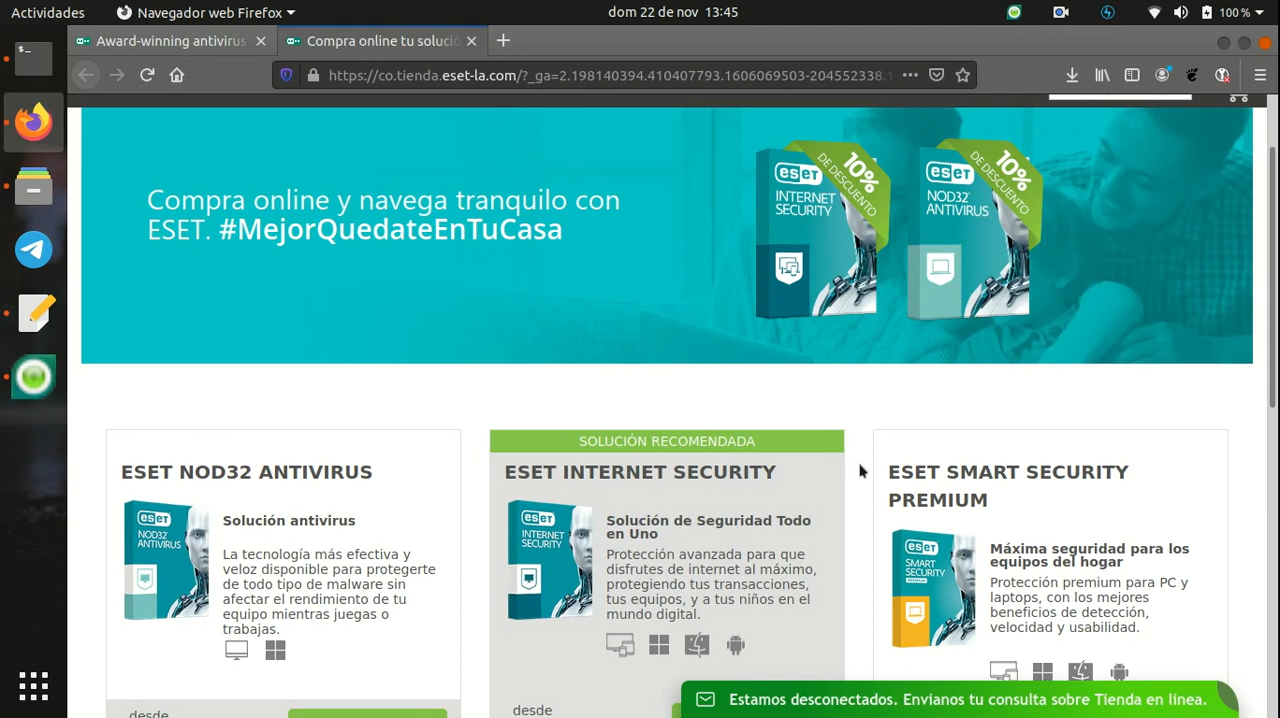 Actividades
Navegador web Firefox
dom 22 de nov 13:45
100 %
Award-winning antivirus
Compra online tu solució
https://co.tienda.eset-la.com/?_ga=2.198140394.410407793.1606069503-204552338.1
Compra online y navega tranquilo con
ESET. #MejorQuedateEnTuCasa
eset
INTERNET
SECURITY
10%
DE DESCUENTO
eset
NOD32
ANTIVIRUS
10%
DE DESCUENTO
ESET NOD32 ANTIVIRUS
eset
NOD32
ANTIVIRUS
Solución antivirus
La tecnología más efectiva y
veloz disponible para protegerte
de todo tipo de malware sin
afectar el rendimiento de tu
equipo mientras juegas o
trabajas.
desde
SOLUCIÓN RECOMENDADA
ESET INTERNET SECURITY
eset
INTERNET
SECURITY
Solución de Seguridad Todo
en Uno
Protección avanzada para que
disfrutes de internet al máximo,
protegiendo tus transacciones,
tus equipos, y a tus niños en el
mundo digital.
desde
ESET SMART SECURITY
PREMIUM
eset
SMART
SECURITY
PREMIUM
Máxima seguridad para los
equipos del hogar
Protección premium para PC y
laptops, con los mejores
beneficios de detección,
velocidad y usabilidad.
Estamos desconectados. Envíanos tu consulta sobre Tienda en línea.